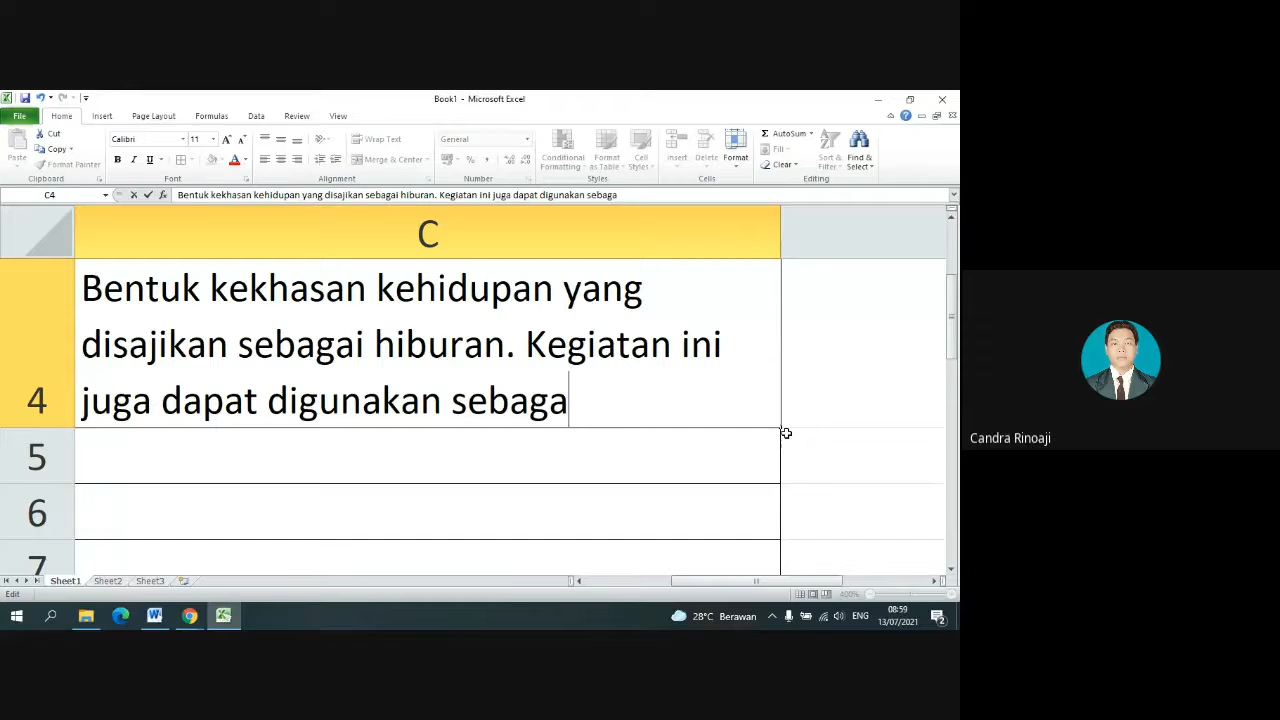 Book1 - Microsoft Excel
File Home Insert Page Layout Formulas Data Review View
Paste Cut Copy Format Painter Clipboard
Calibri 11 A A B I U A Font
Wrap Text Merge & Center Alignment
General % , Number
Conditional Formatting Format as Table Cell Styles Styles
Insert Delete Format Cells
Σ AutoSum Fill Clear Sort & Filter Find & Select Editing
C4 fx Bentuk kekhasan kehidupan yang disajikan sebagai hiburan. Kegiatan ini juga dapat digunakan sebaga
C
Bentuk kekhasan kehidupan yang
disajikan sebagai hiburan. Kegiatan ini
4 juga dapat digunakan sebaga
5
6
7
Sheet1 Sheet2 Sheet3
Edit 400%
28°C Berawan ENG 08:59
13/07/2021 2
Candra Rinoaji